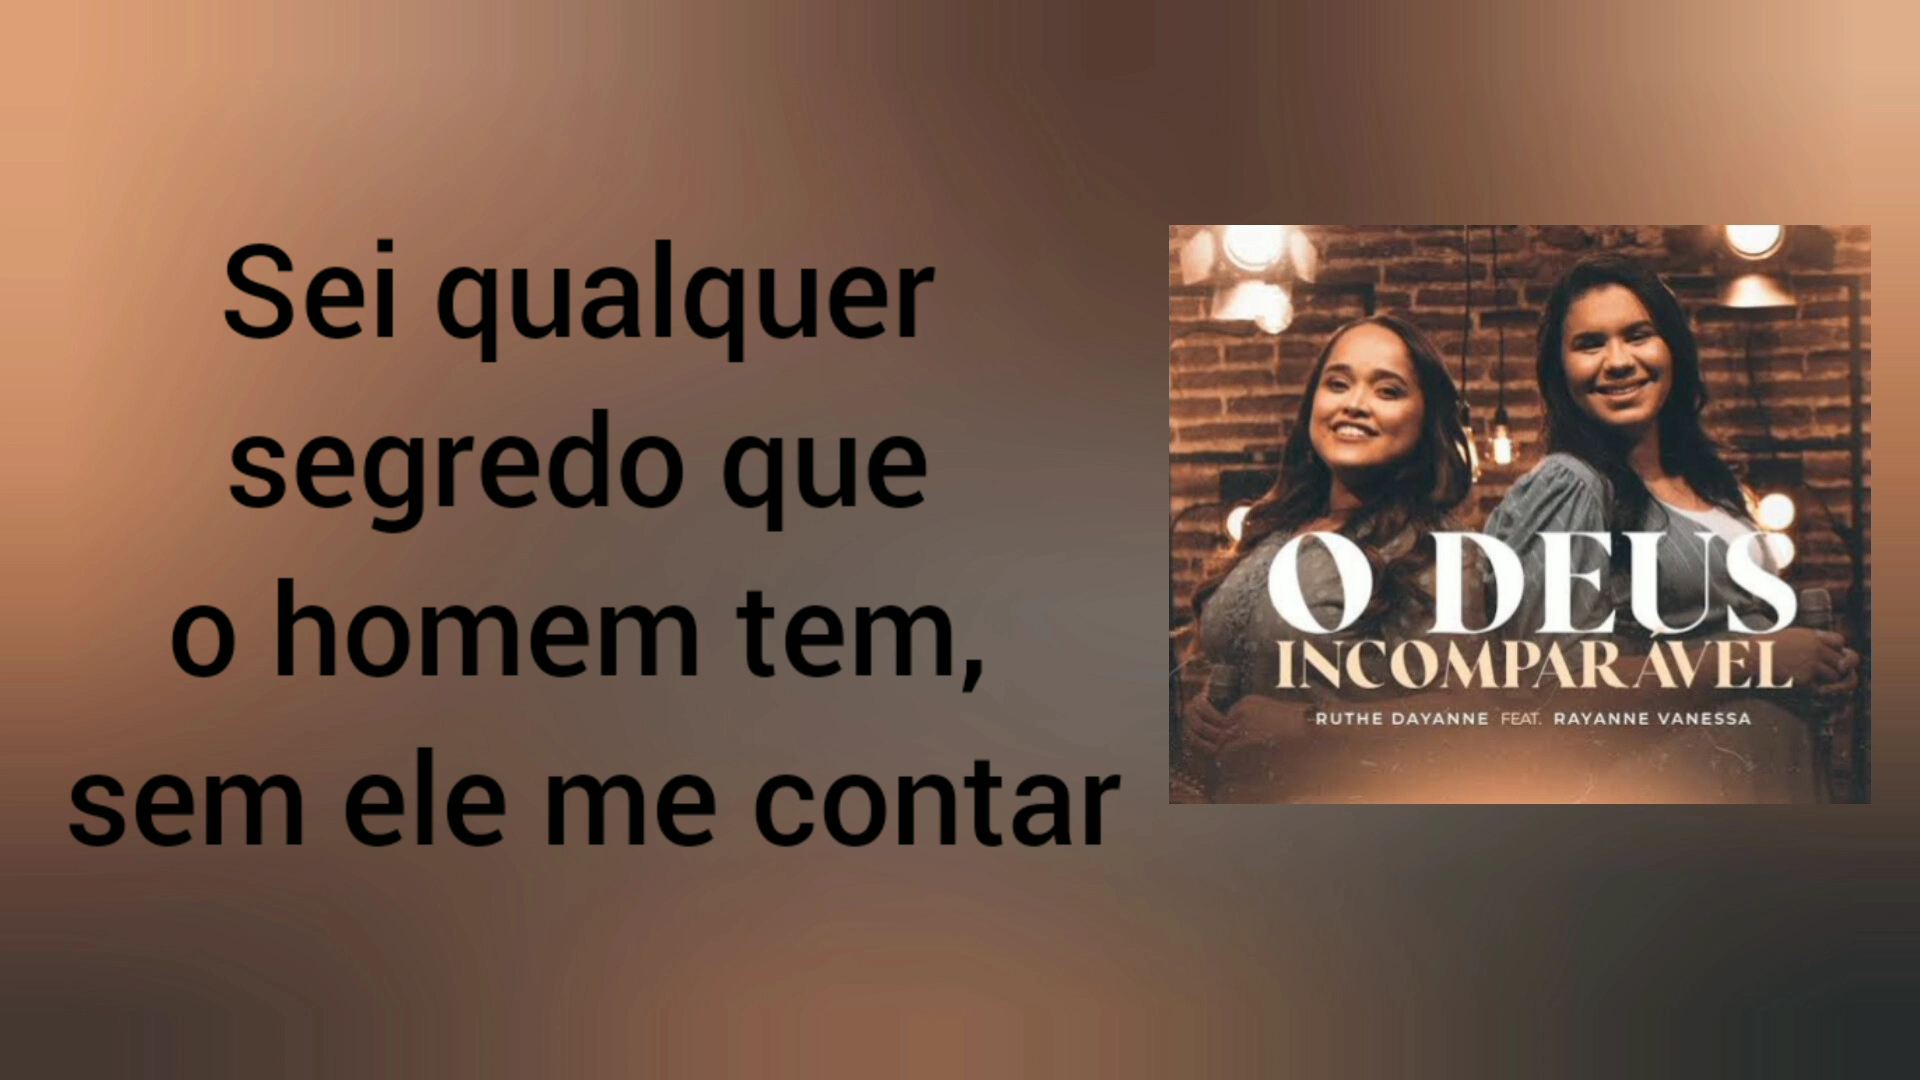 Sei qualquer
segredo que
o homem tem,
sem ele me contar
O DEUS
INCOMPARÁVEL
RUTHE DAYANNE FEAT. RAYANNE VANESSA